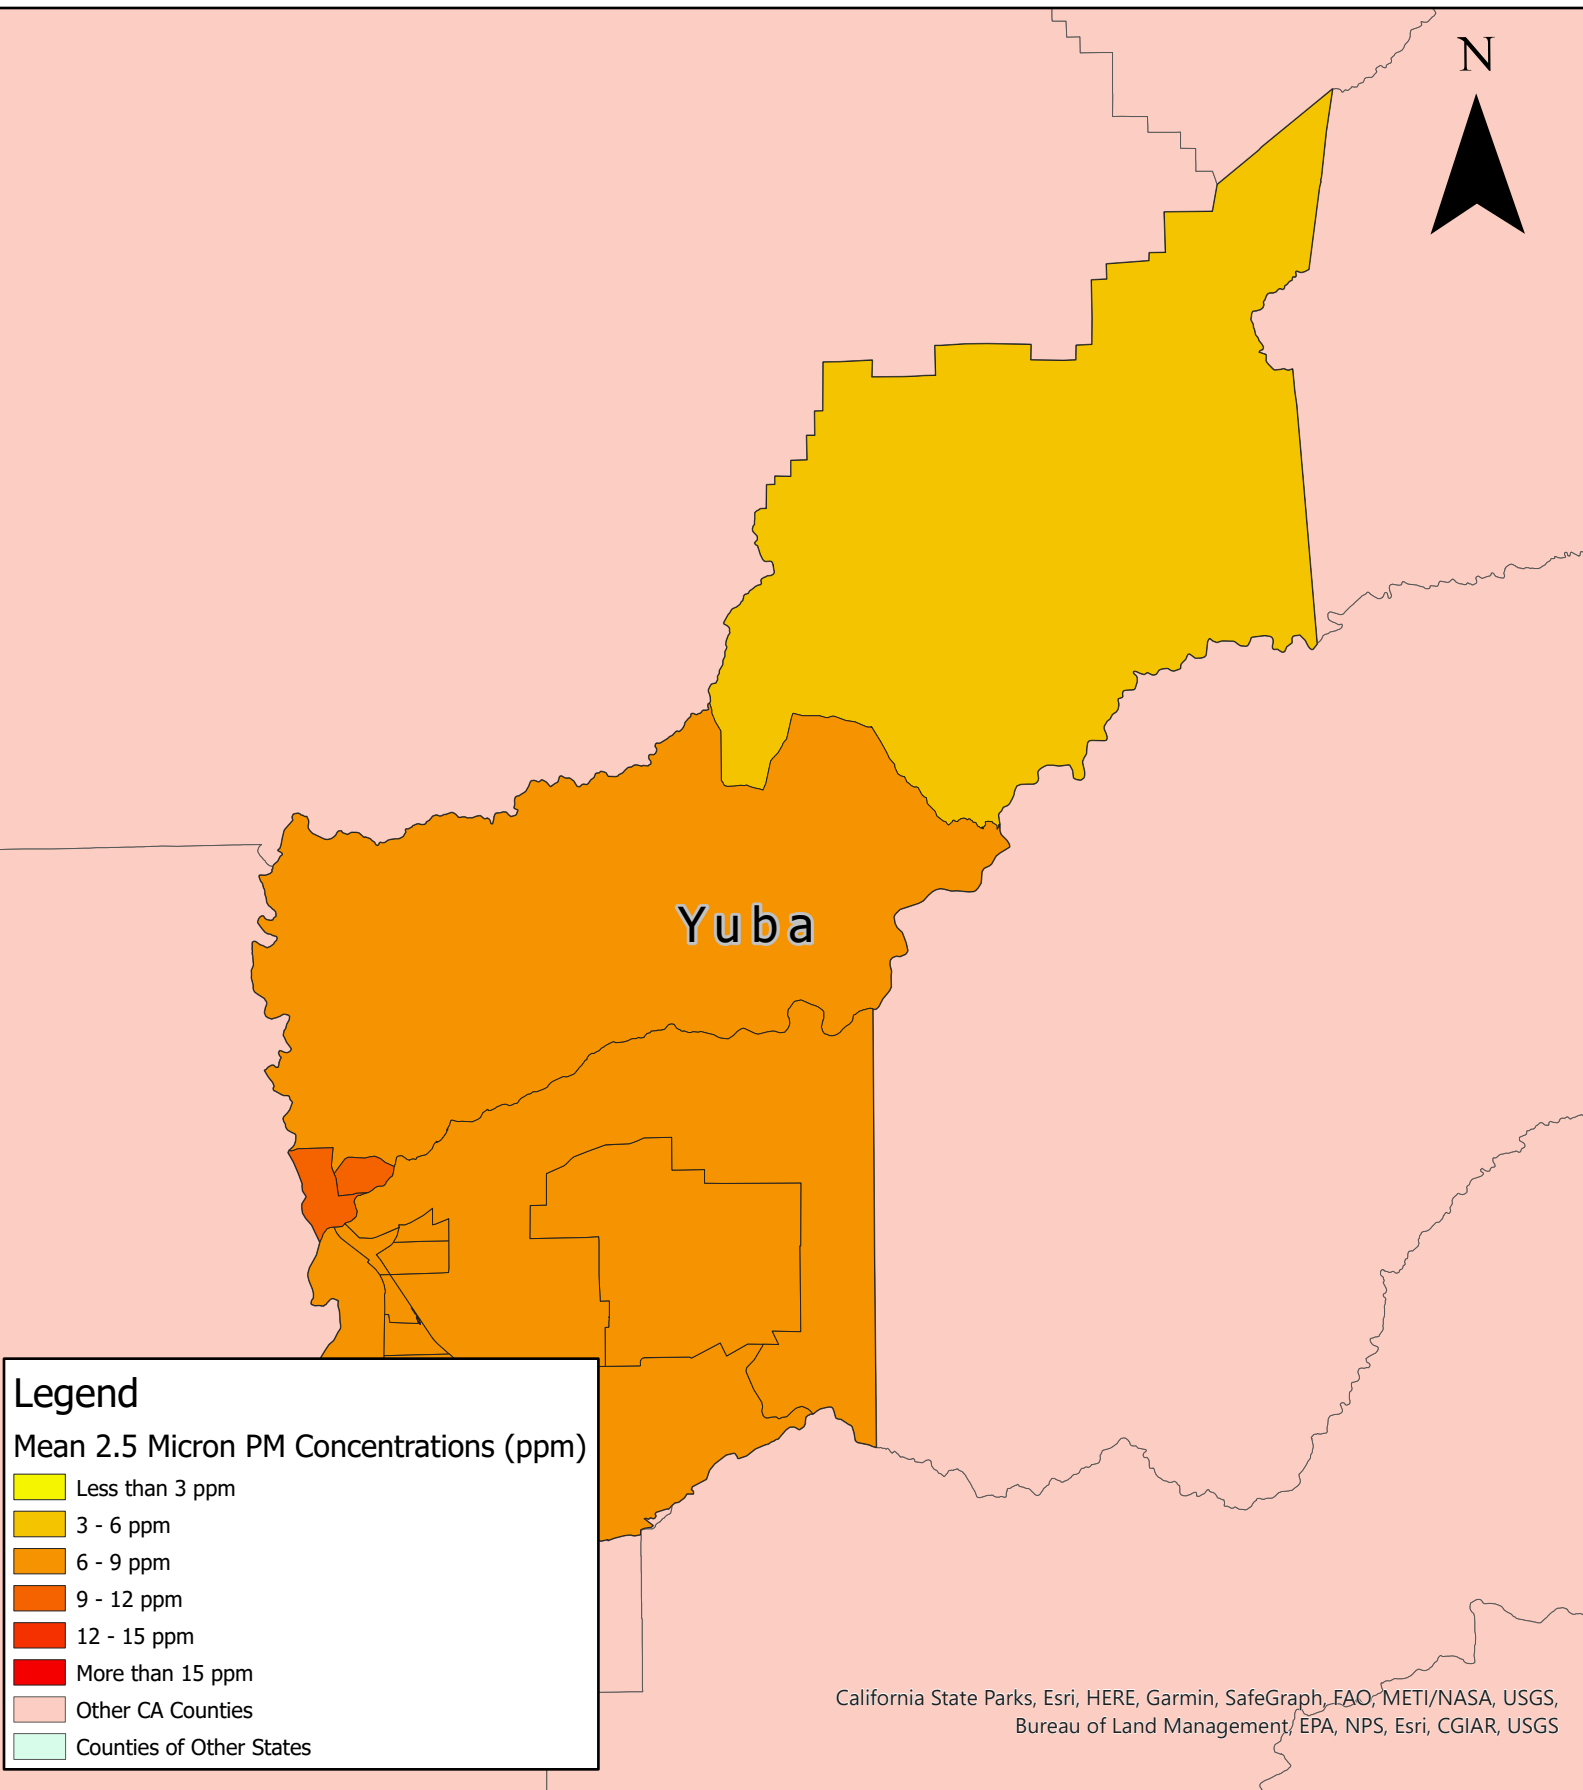 N
Yuba
Legend
Mean 2.5 Micron PM Concentrations (ppm)
Less than 3 ppm
3 - 6 ppm
6 - 9 ppm
9 - 12 ppm
12 - 15 ppm
More than 15 ppm
Other CA Counties
Counties of Other States
California State Parks, Esri, HERE, Garmin, SafeGraph, FAO, METI/NASA, USGS,
Bureau of Land Management, EPA, NPS, Esri, CGIAR, USGS